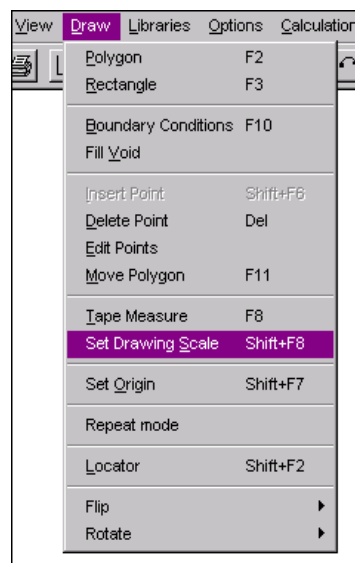 View Draw Libraries Options Calculation
Polygon F2
Rectangle F3
Boundary Conditions F10
Fill Void
Insert Point Shift+F6
Delete Point Del
Edit Points
Move Polygon F11
Tape Measure F8
Set Drawing Scale Shift+F8
Set Origin Shift+F7
Repeat mode
Locator Shift+F2
Flip
Rotate